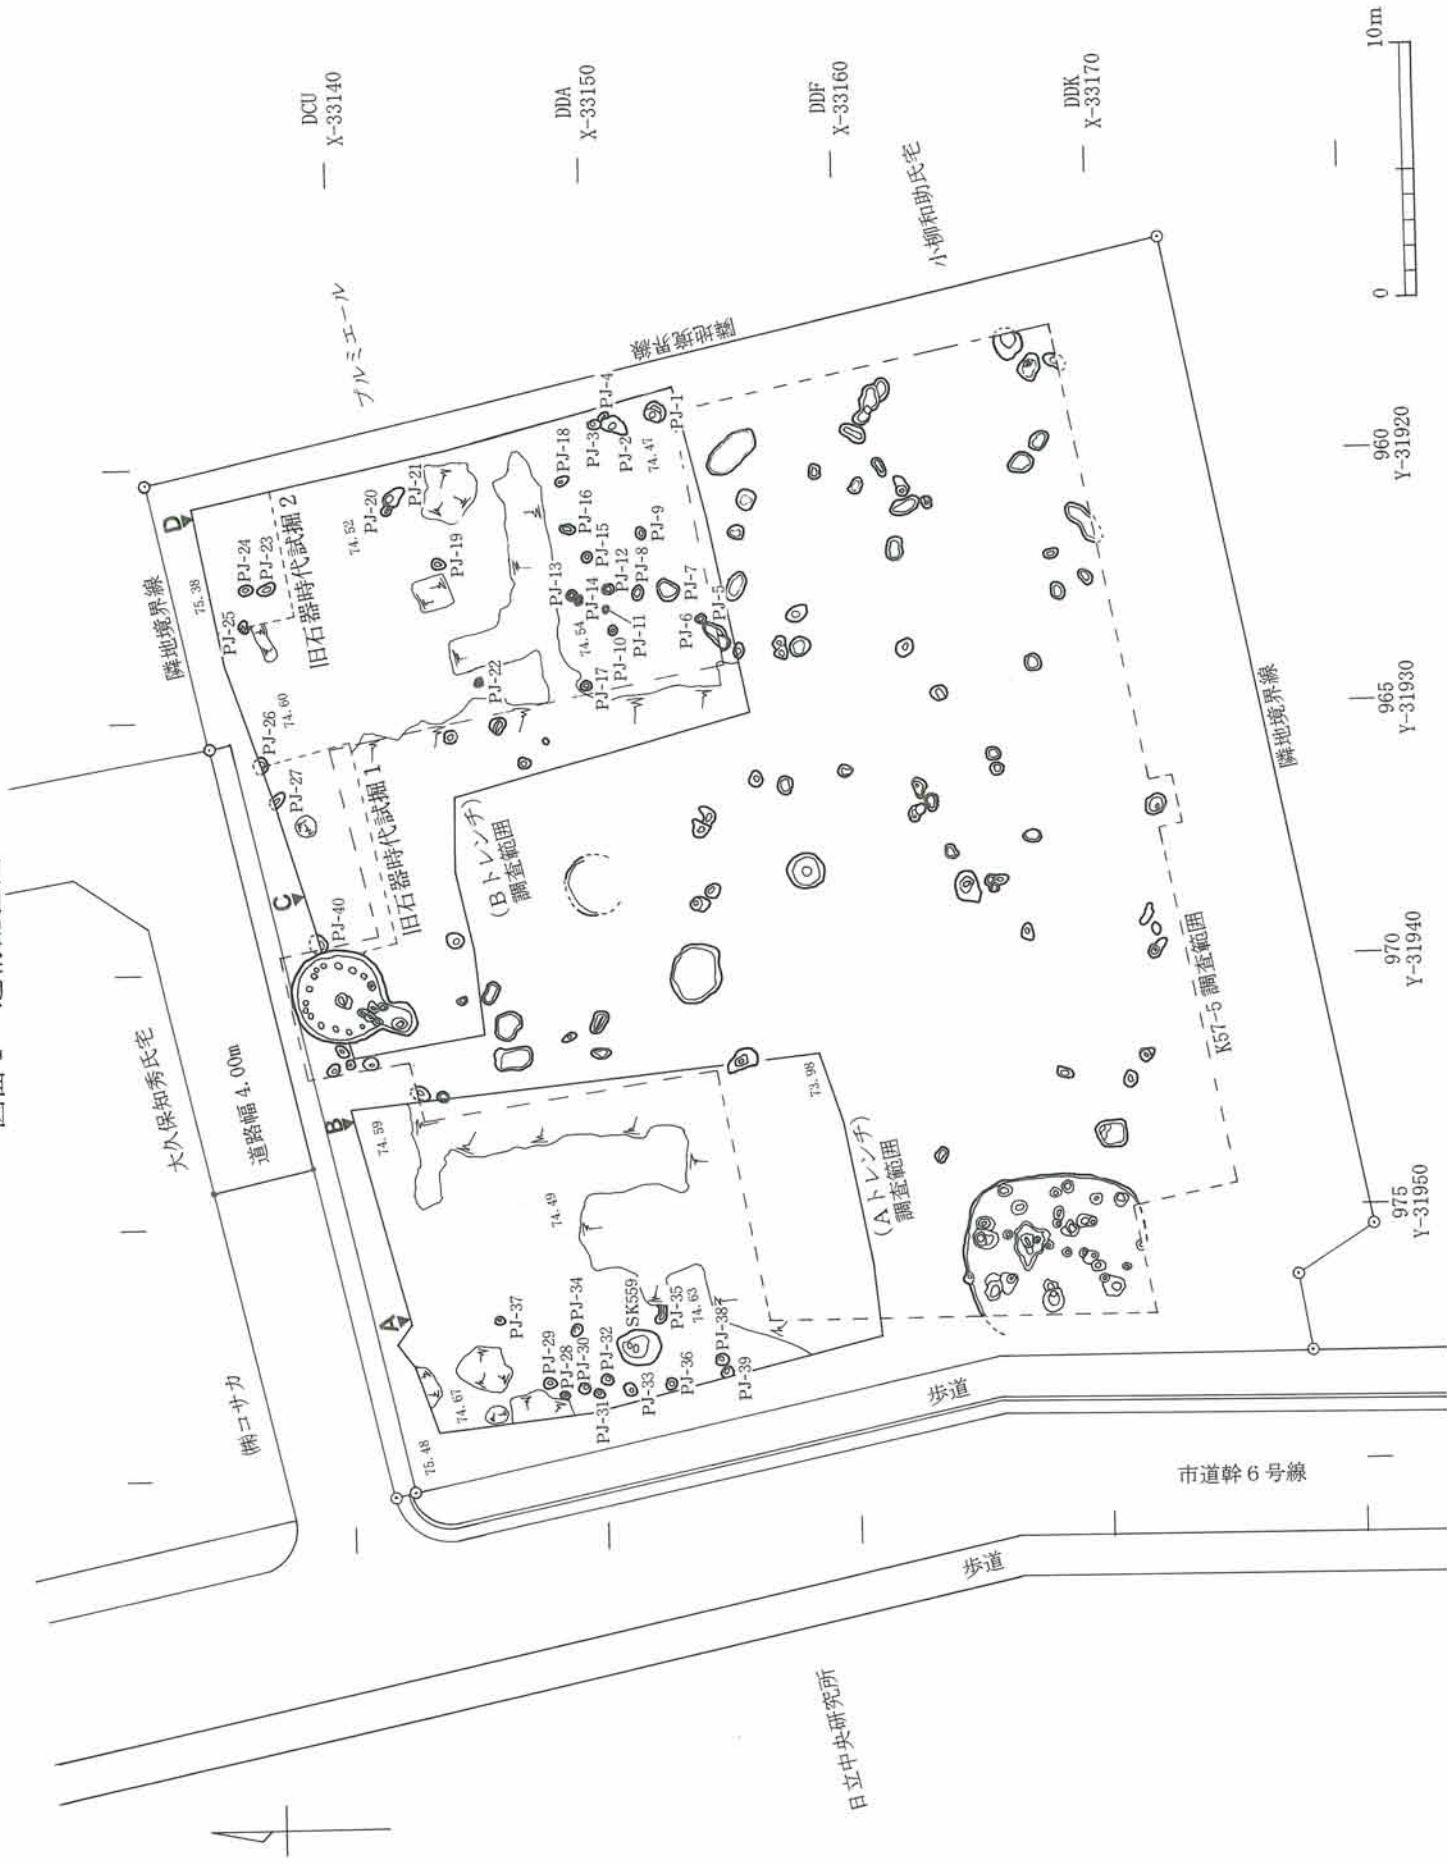 DCU
X-33140
DDA
X-33150
DDF
X-33160
DDK
X-33170
10m
0
960
Y-31920
965
Y-31930
970
Y-31940
975
Y-31950
プルミエール
小柳和助氏宅
隣地境界線
隣地境界線
隣地境界線
大久保知秀氏宅
道路幅 4.00m
㈱コサカ
日立中央研究所
市道幹6号線
歩道
歩道
旧石器時代試掘 2
旧石器時代試掘 1
(Bトレンチ)
調査範囲
(Aトレンチ)
調査範囲
K57-5 調査範囲
A
B
C
D
75.38
74.52
74.60
74.54
74.47
74.59
74.49
74.63
74.67
75.48
73.98
PJ-1
PJ-2
PJ-3
PJ-4
PJ-5
PJ-6
PJ-7
PJ-8
PJ-9
PJ-10
PJ-11
PJ-12
PJ-13
PJ-14
PJ-15
PJ-16
PJ-17
PJ-18
PJ-19
PJ-20
PJ-21
PJ-22
PJ-23
PJ-24
PJ-25
PJ-26
PJ-27
PJ-28
PJ-29
PJ-30
PJ-31
PJ-32
PJ-33
PJ-34
PJ-35
PJ-36
PJ-37
PJ-38
PJ-39
PJ-40
SK559